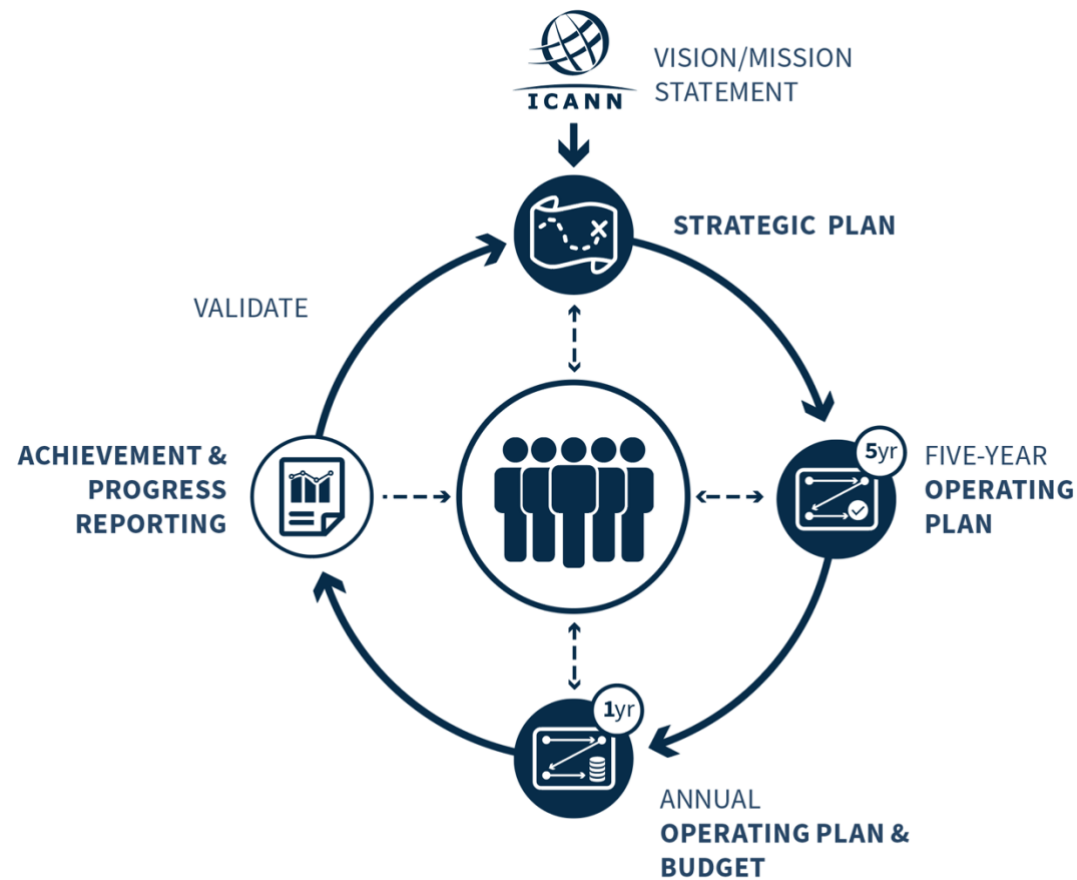 VISION/MISSION
STATEMENT
ICANN
STRATEGIC PLAN
VALIDATE
5yr
FIVE-YEAR
OPERATING
PLAN
ACHIEVEMENT &
PROGRESS
REPORTING
1yr
ANNUAL
OPERATING PLAN &
BUDGET